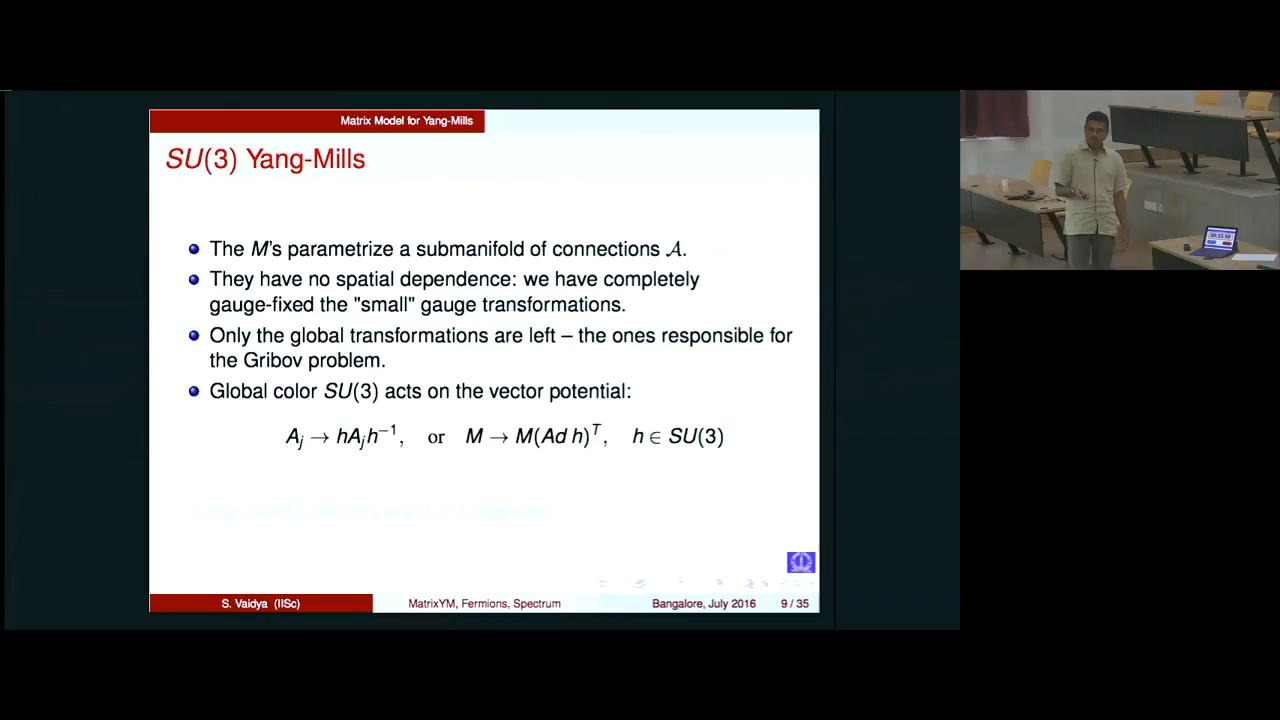 Matrix Model for Yang-Mills
SU(3) Yang-Mills
The M's parametrize a submanifold of connections 𝒜.
They have no spatial dependence: we have completely
gauge-fixed the "small" gauge transformations.
Only the global transformations are left – the ones responsible for
the Gribov problem.
Global color SU(3) acts on the vector potential:
A_j → hA_jh^{-1}, or M → M(Ad h)^T, h ∈ SU(3)
S. Vaidya (IISc) MatrixYM, Fermions, Spectrum Bangalore, July 2016 9 / 35